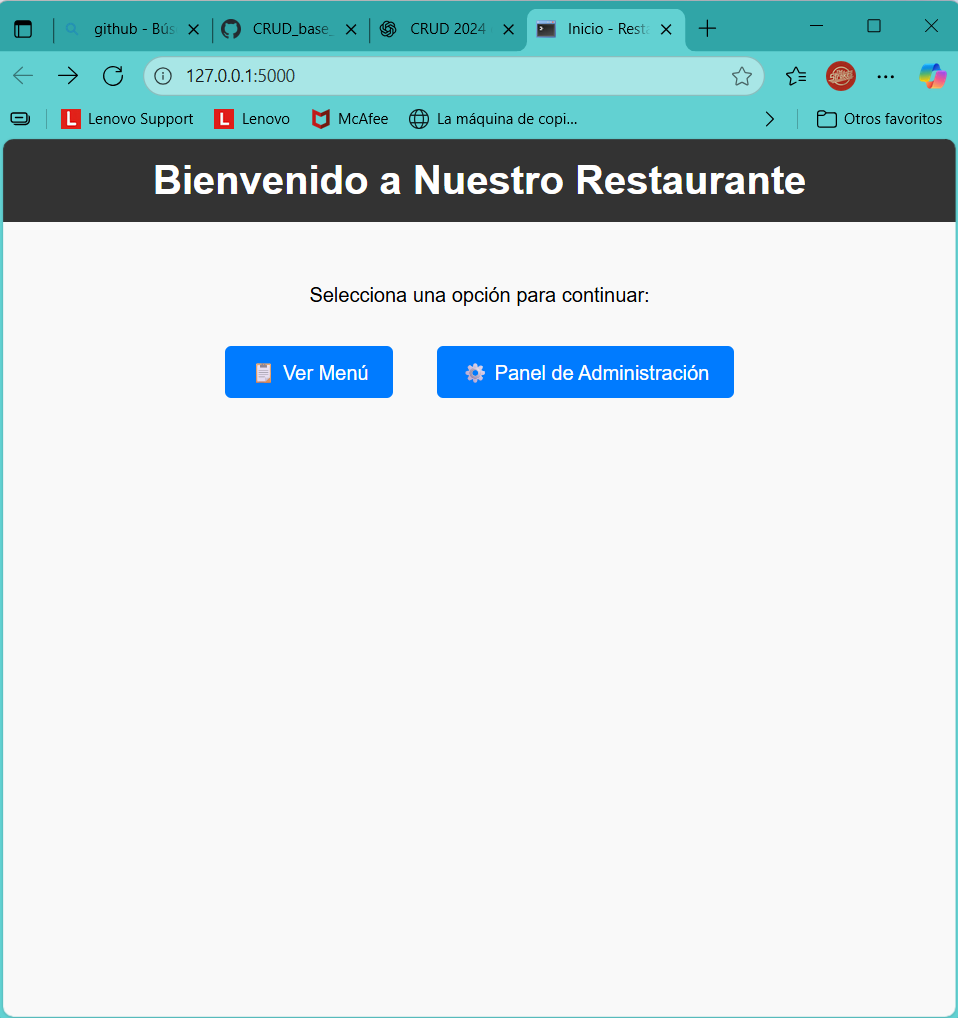 github - Bús
CRUD_base_
CRUD 2024
Inicio - Resta
127.0.0.1:5000
Lenovo Support
Lenovo
McAfee
La máquina de copi...
Otros favoritos
Bienvenido a Nuestro Restaurante
Selecciona una opción para continuar:
Ver Menú
Panel de Administración